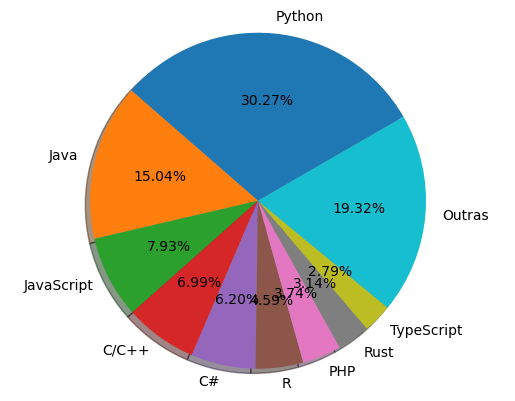 Python
30.27%
Java
15.04%
JavaScript
7.93%
C/C++
6.99%
C#
6.20%
R
4.59%
PHP
3.74%
Rust
3.14%
TypeScript
2.79%
Outras
19.32%